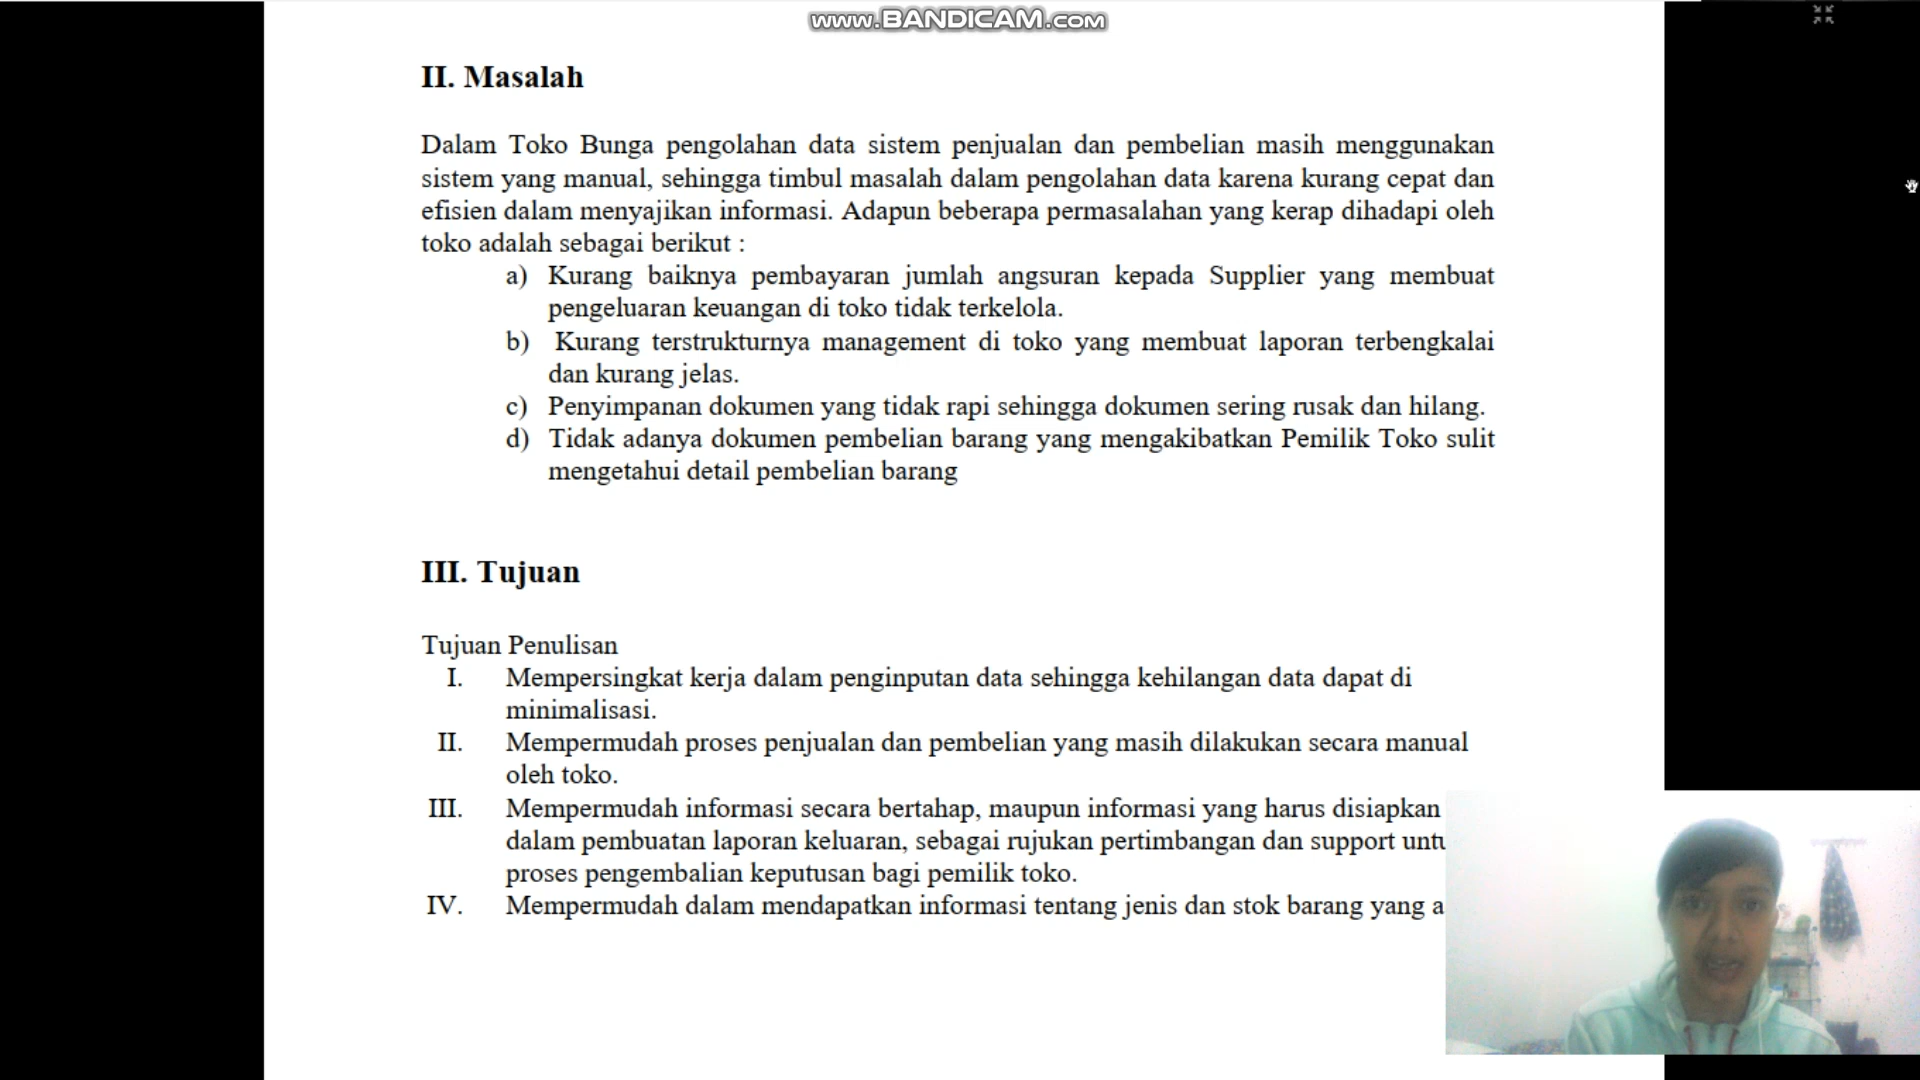 www.BANDICAM.com
II. Masalah
Dalam Toko Bunga pengolahan data sistem penjualan dan pembelian masih menggunakan
sistem yang manual, sehingga timbul masalah dalam pengolahan data karena kurang cepat dan
efisien dalam menyajikan informasi. Adapun beberapa permasalahan yang kerap dihadapi oleh
toko adalah sebagai berikut :
a) Kurang baiknya pembayaran jumlah angsuran kepada Supplier yang membuat
pengeluaran keuangan di toko tidak terkelola.
b) Kurang terstrukturnya management di toko yang membuat laporan terbengkalai
dan kurang jelas.
c) Penyimpanan dokumen yang tidak rapi sehingga dokumen sering rusak dan hilang.
d) Tidak adanya dokumen pembelian barang yang mengakibatkan Pemilik Toko sulit
mengetahui detail pembelian barang
III. Tujuan
Tujuan Penulisan
I. Mempersingkat kerja dalam penginputan data sehingga kehilangan data dapat di
minimalisasi.
II. Mempermudah proses penjualan dan pembelian yang masih dilakukan secara manual
oleh toko.
III. Mempermudah informasi secara bertahap, maupun informasi yang harus disiapkan
dalam pembuatan laporan keluaran, sebagai rujukan pertimbangan dan support
proses pengembalian keputusan bagi pemilik toko.
IV. Mempermudah dalam mendapatkan informasi tentang jenis dan stok barang yang